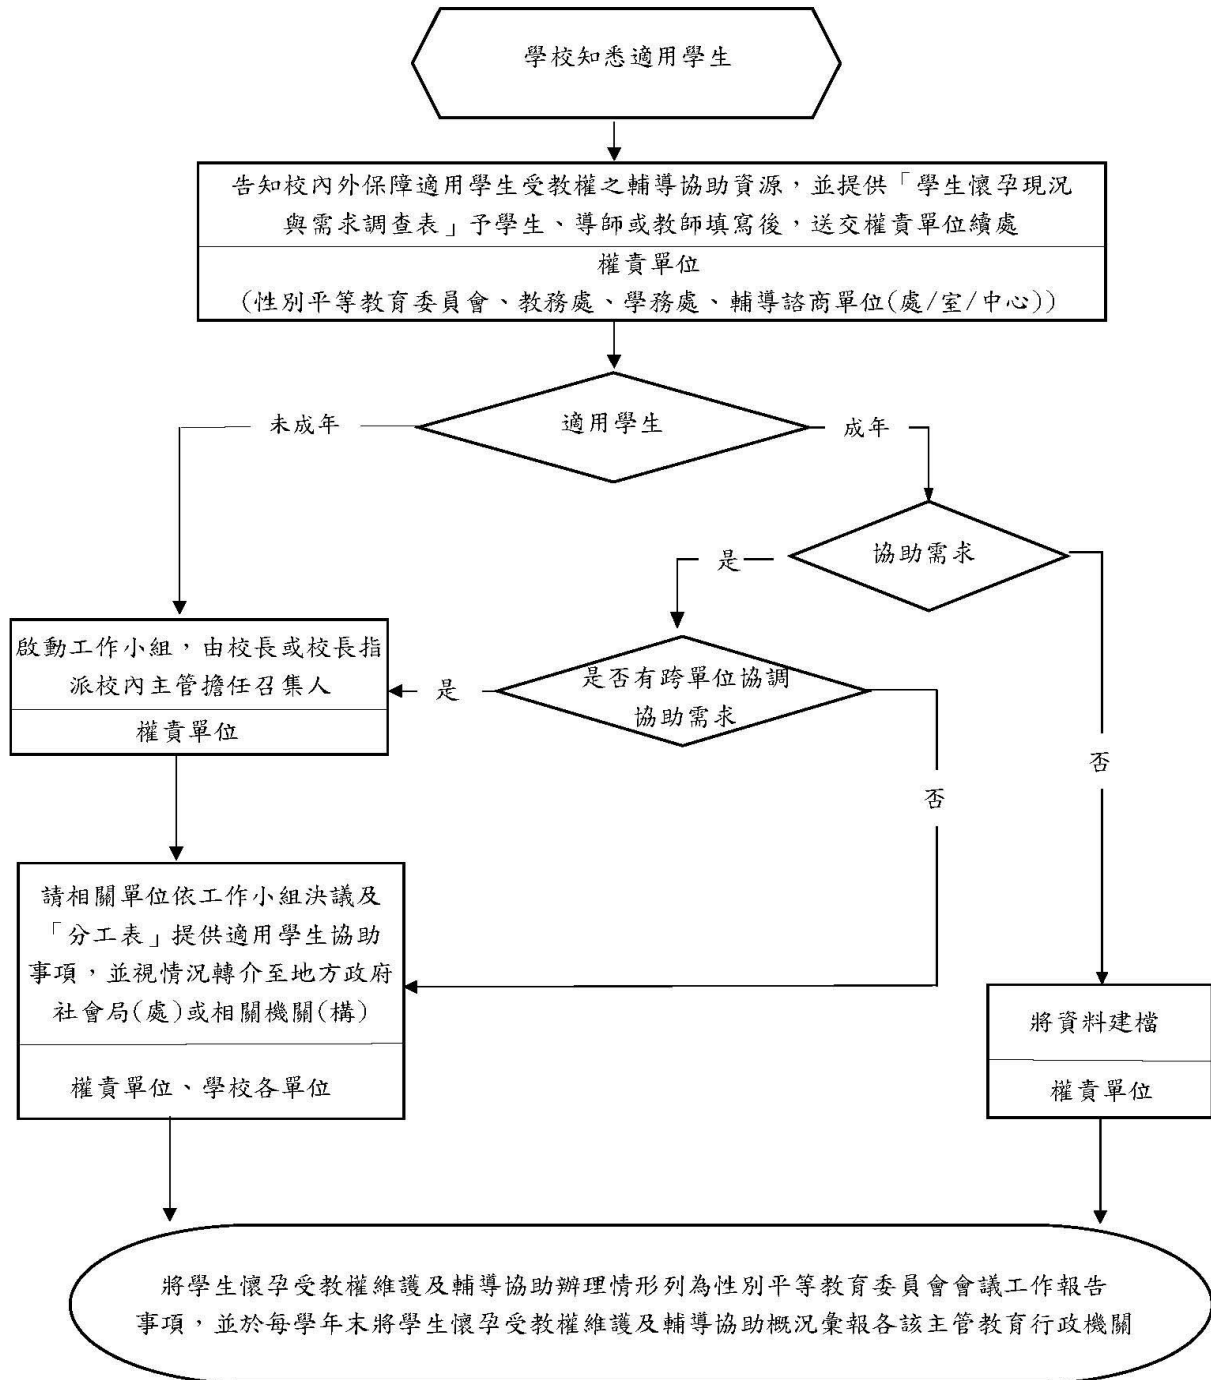 學校知悉適用學生
告知校內外保障適用學生受教權之輔導協助資源，並提供「學生懷孕現況
與需求調查表」予學生、導師或教師填寫後，送交權責單位續處
權責單位
(性別平等教育委員會、教務處、學務處、輔導諮商單位(處/室/中心))
適用學生
未成年
成年
協助需求
是
否
是否有跨單位協調
協助需求
是
否
啟動工作小組，由校長或校長指
派校內主管擔任召集人
權責單位
請相關單位依工作小組決議及
「分工表」提供適用學生協助
事項，並視情況轉介至地方政府
社會局(處)或相關機關(構)
權責單位、學校各單位
將資料建檔
權責單位
將學生懷孕受教權維護及輔導協助辦理情形列為性別平等教育委員會會議工作報告
事項，並於每學年末將學生懷孕受教權維護及輔導協助概況彙報各該主管教育行政機關